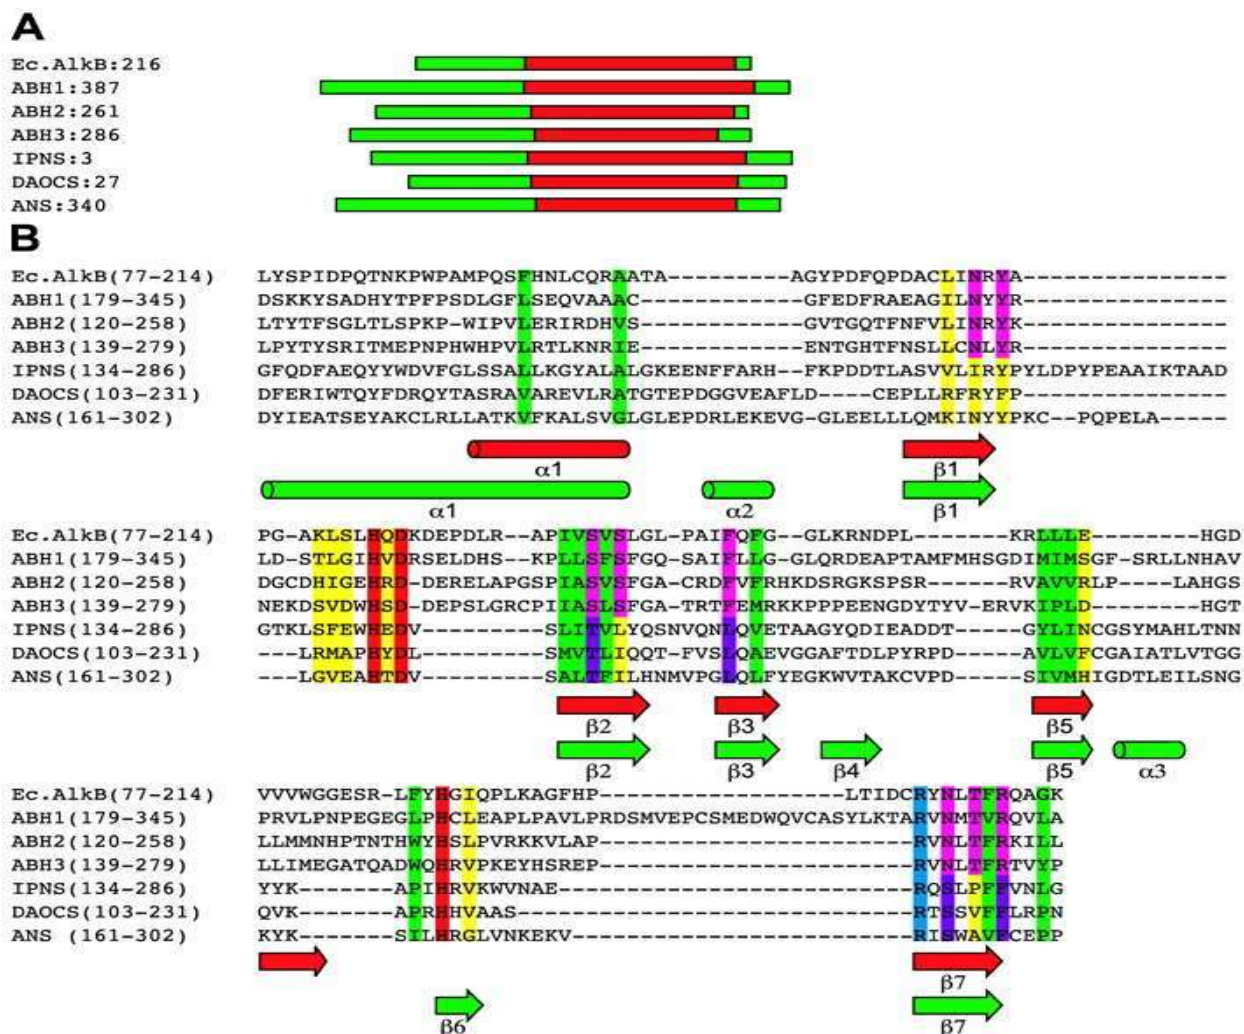 A
Ec.AlkB:216
ABH1:387
ABH2:261
ABH3:286
IPNS:3
DAOCS:27
ANS:340
B
Ec.AlkB(77-214) LYSPIDPQTNKPWPAMPQSFHNLCQRAATA---------AGYPDFQPDACLINRYA---------------
ABH1(179-345) DSKKYSADHYTPFPSDLGFLSEQVAAAC-----------GFEDFRAEAGILNYYR---------------
ABH2(120-258) LTYTFSGLTLSPKP-WIPVLERIRDHVS-----------GVTGQTFNFVLINRYK---------------
ABH3(139-279) LPYTYSRITMEPNPHWHPVLRTLKNRIE-----------ENTGHTFNSLLCNLYR---------------
IPNS(134-286) GFQDFAEQYYWDVFGLSSALLKGYALALGKEENFFARH--FKPDDTLASVVLIRYPYLDPYPEAAIKTAAD
DAOCS(103-231) DFERIWTQYFDRQYTASRAVAREVLRATGTEPDGGVEAFLD----CEPLLRFRYFP---------------
ANS(161-302) DYIEATSEYAKCLRLLATKVFKALSVGLGLEPDRLEKEVG-GLEELLLQMKINYYPKC--PQPELA-----
α1
β1
α1
α2
β1
Ec.AlkB(77-214) PG-AKLSLHQDKDEPDLR--APIVSVSLGL-PAIFQFG--GLKRNDPL-------KRLLLE--------HGD
ABH1(179-345) LD-STLGIHVDRSELDHS--KPLLSFSFGQ-SAIFLLG-GLQRDEAPTAMFMHSGDIMIMSGF-SRLLNHAV
ABH2(120-258) DGCDHIGEHRDDERELAPGSPIASVSFGA-CRDFVFRHKDSRGKSPSR------RVAVVRLP---LAHGS
ABH3(139-279) NEKDSVDWHSDDEPSLGRCPIIASLSFGA-TRTFEMRKKPPPEENGDYTYV-ERVKIPLD--------HGT
IPNS(134-286) GTKLSFEWHEDV---------SLITVLYQSNVQNLQVETAAGYQDIEADDT-----GYLINCGSYMAHLTNN
DAOCS(103-231) ---LRMAPHYDL---------SMVTLIQQT-FVSLQAEVGGAFTDLPYRPD-----AVLVFCGAIATLVTGG
ANS(161-302) ---LGVEAHTDV---------SALTFILHNMVPGLQLFYEGKWVTAKCVPD-----SIVMHIGDTLEILSNG
β2
β3
β5
β2
β3
β4
β5
α3
Ec.AlkB(77-214) VVVWGGESR-LFYHGIQPLKAGFHP------------------LTIDCRYNLTFRQAGK
ABH1(179-345) PRVLPNPEGEGLPHCLEAPLPAVLPRDSMVEPCSMEDWQVCASYLKTARVNMTVRQVLA
ABH2(120-258) LLMMNHPTNTHWYHSLPVRKKVLAP-----------------------RVNLTFRKILL
ABH3(139-279) LLIMEGATQADWQHRVPKEYHSREP-----------------------RVNLTFRTVYP
IPNS(134-286) YYK-------APIHRVKWVNAE--------------------------RQSLPFFVNLG
DAOCS(103-231) QVK-------APRHHVAAS-----------------------------RTSSVFFLRPN
ANS (161-302) KYK-------SILHRGLVNKEKV-------------------------RISWAVFCEPP
β7
β6
β7